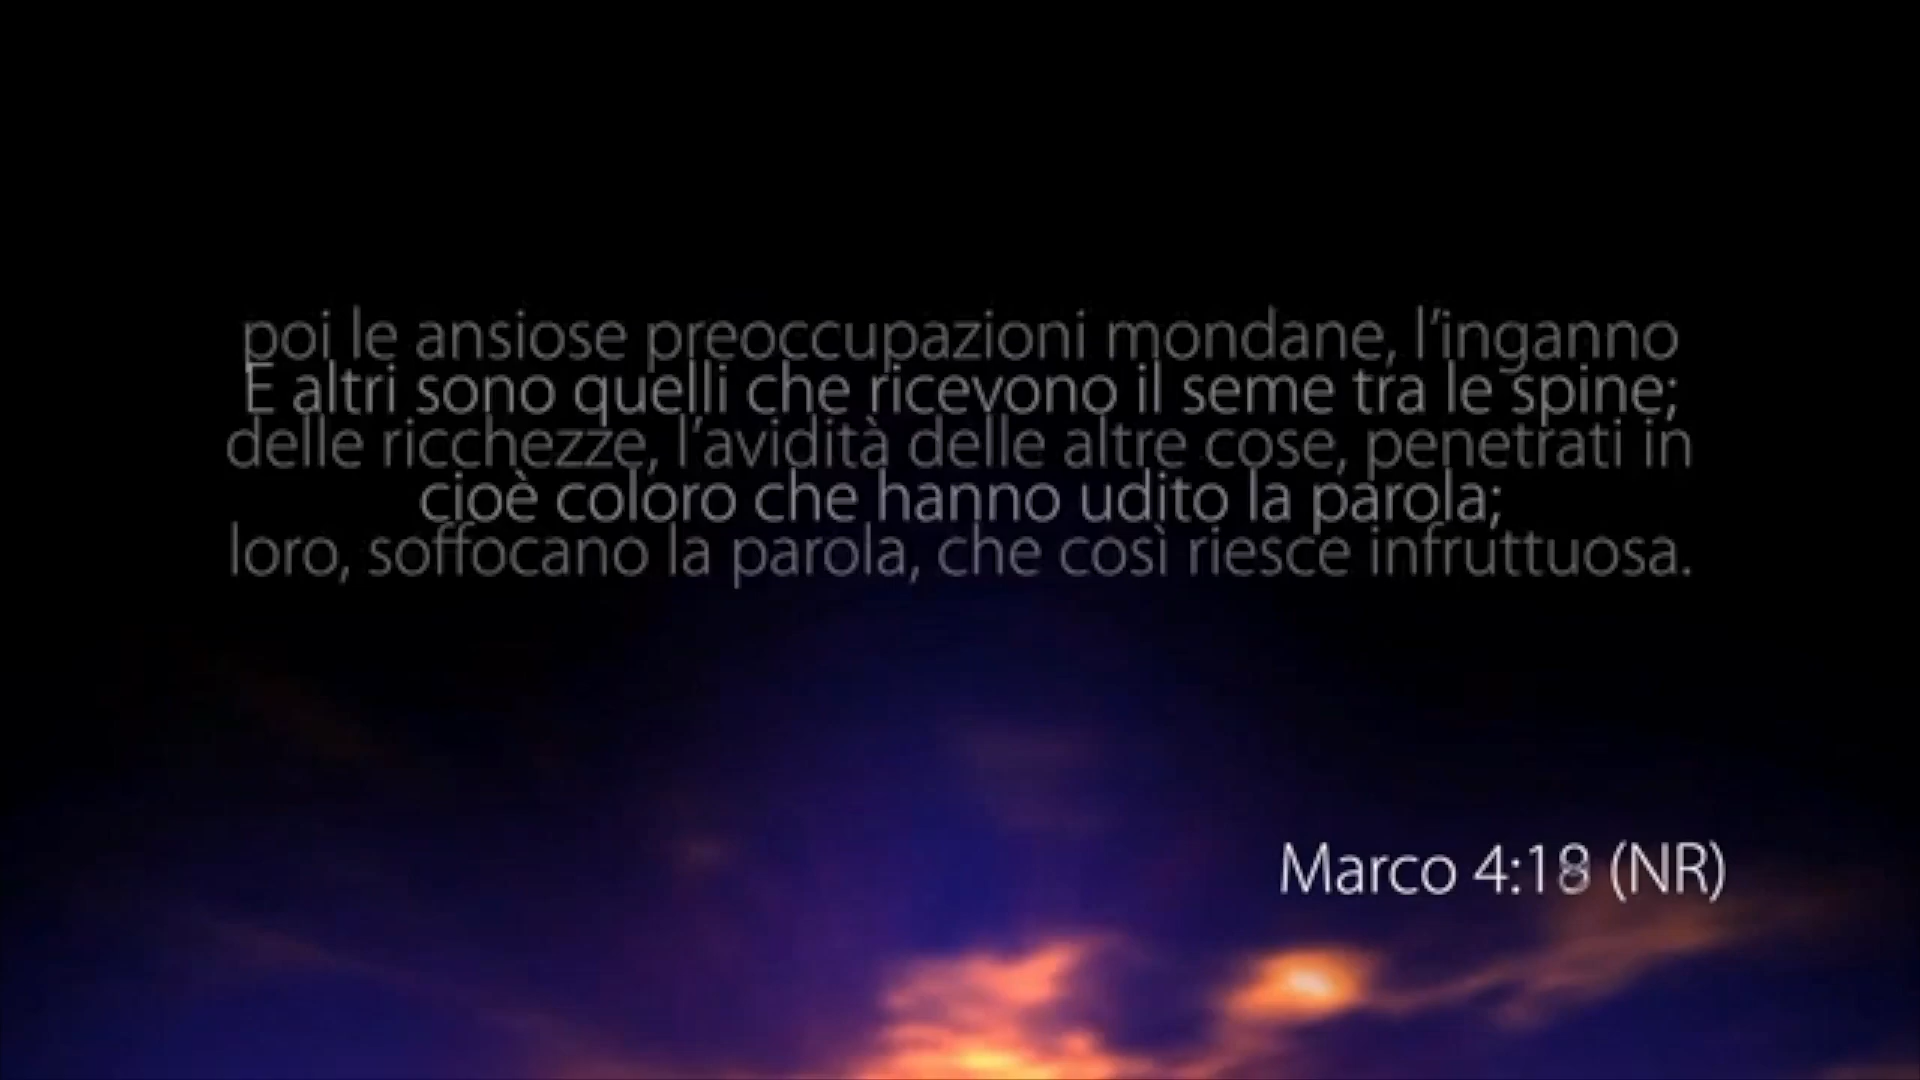 poi le ansiose preoccupazioni mondane, l’inganno
E altri sono quelli che ricevono il seme tra le spine;
delle ricchezze, l’avidità delle altre cose, penetrati in
cioè coloro che hanno udito la parola;
loro, soffocano la parola, che così riesce infruttuosa.
Marco 4:18 (NR)